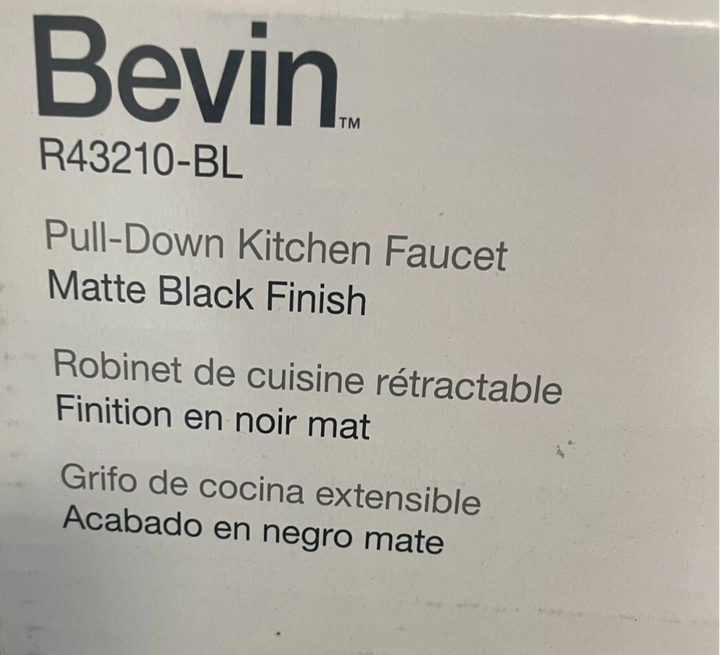 Bevin™
R43210-BL
Pull-Down Kitchen Faucet
Matte Black Finish
Robinet de cuisine rétractable
Finition en noir mat
Grifo de cocina extensible
Acabado en negro mate